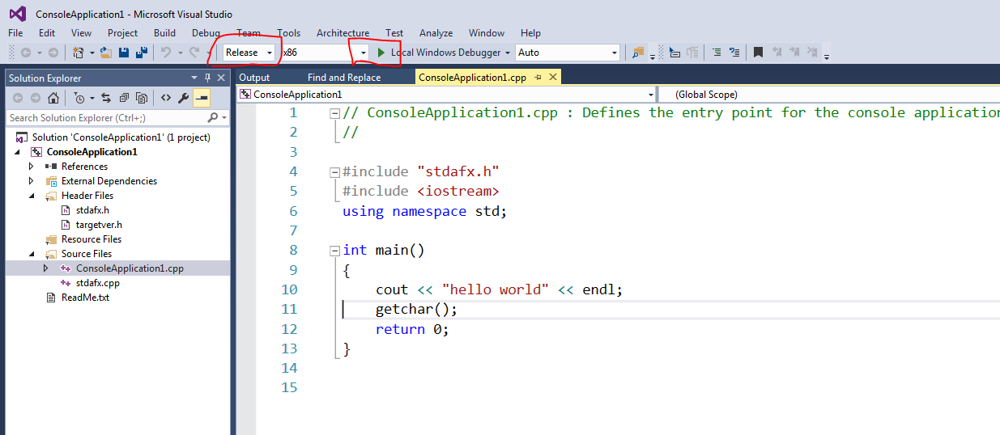 ConsoleApplication1 - Microsoft Visual Studio
File Edit View Project Build Debug Team Tools Architecture Test Analyze Window Help
Release x86 Local Windows Debugger Auto
Solution Explorer
Search Solution Explorer (Ctrl+;)
Solution 'ConsoleApplication1' (1 project)
ConsoleApplication1
References
External Dependencies
Header Files
stdafx.h
targetver.h
Resource Files
Source Files
ConsoleApplication1.cpp
stdafx.cpp
ReadMe.txt
Output Find and Replace ConsoleApplication1.cpp
ConsoleApplication1 (Global Scope)
1 // ConsoleApplication1.cpp : Defines the entry point for the console application
2 //
3
4 #include "stdafx.h"
5 #include <iostream>
6 using namespace std;
7
8 int main()
9 {
10 cout << "hello world" << endl;
11 getchar();
12 return 0;
13 }
14
15